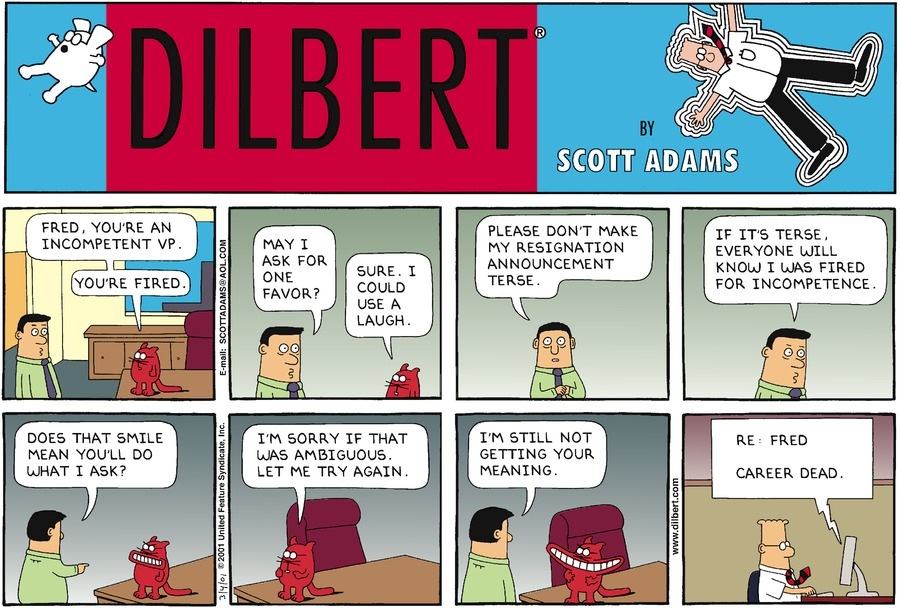 DILBERT®
BY
SCOTT ADAMS
FRED, YOU'RE AN
INCOMPETENT VP.
YOU'RE FIRED.
E-mail: SCOTTADAMS@AOL.COM
MAY I
ASK FOR
ONE
FAVOR?
SURE. I
COULD
USE A
LAUGH.
PLEASE DON'T MAKE
MY RESIGNATION
ANNOUNCEMENT
TERSE.
IF IT'S TERSE,
EVERYONE WILL
KNOW I WAS FIRED
FOR INCOMPETENCE.
DOES THAT SMILE
MEAN YOU'LL DO
WHAT I ASK?
3/4/01 © 2001 United Feature Syndicate, Inc.
I'M SORRY IF THAT
WAS AMBIGUOUS.
LET ME TRY AGAIN.
I'M STILL NOT
GETTING YOUR
MEANING.
www.dilbert.com
RE: FRED
CAREER DEAD.